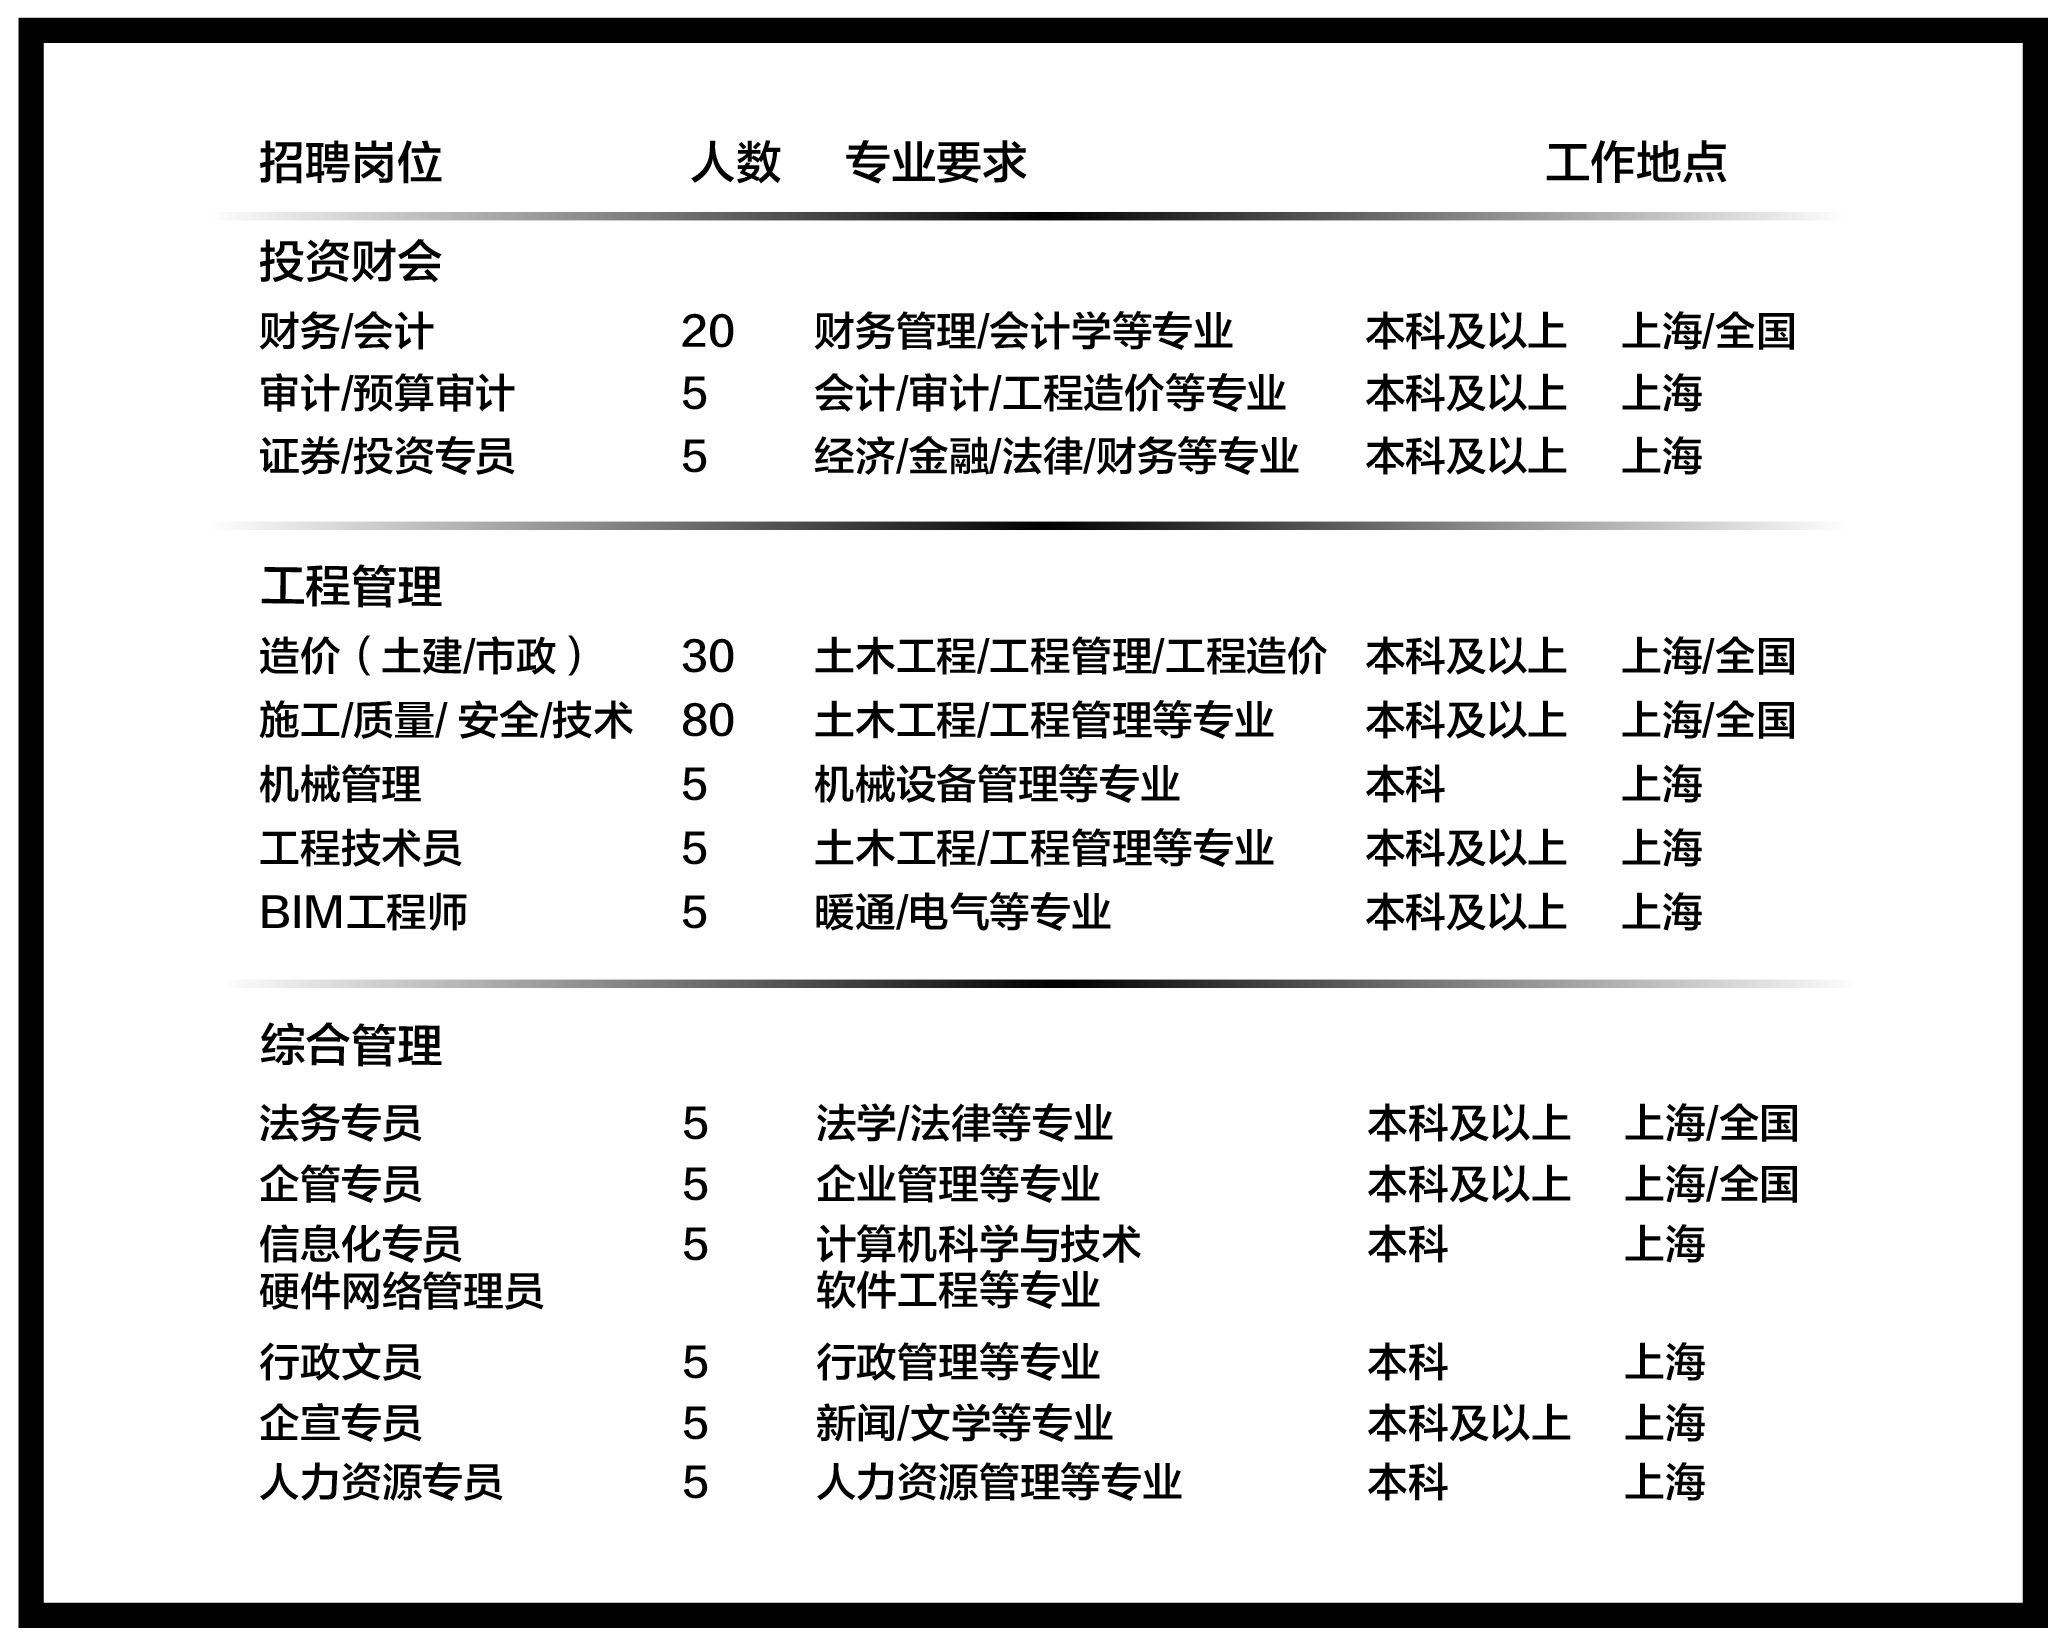 招聘岗位 人数 专业要求 工作地点
投资财会
财务/会计 20 财务管理/会计学等专业 本科及以上 上海/全国
审计/预算审计 5 会计/审计/工程造价等专业 本科及以上 上海
证券/投资专员 5 经济/金融/法律/财务等专业 本科及以上 上海
工程管理
造价（土建/市政） 30 土木工程/工程管理/工程造价 本科及以上 上海/全国
施工/质量/ 安全/技术 80 土木工程/工程管理等专业 本科及以上 上海/全国
机械管理 5 机械设备管理等专业 本科 上海
工程技术员 5 土木工程/工程管理等专业 本科及以上 上海
BIM工程师 5 暖通/电气等专业 本科及以上 上海
综合管理
法务专员 5 法学/法律等专业 本科及以上 上海/全国
企管专员 5 企业管理等专业 本科及以上 上海/全国
信息化专员 5 计算机科学与技术 本科 上海
硬件网络管理员 软件工程等专业
行政文员 5 行政管理等专业 本科 上海
企宣专员 5 新闻/文学等专业 本科及以上 上海
人力资源专员 5 人力资源管理等专业 本科 上海